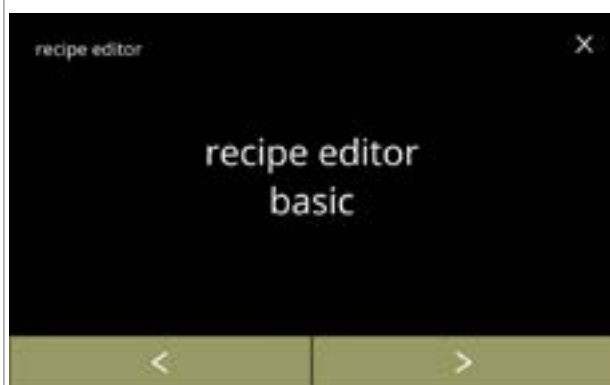 recipe editor
×
recipe editor
basic
< >